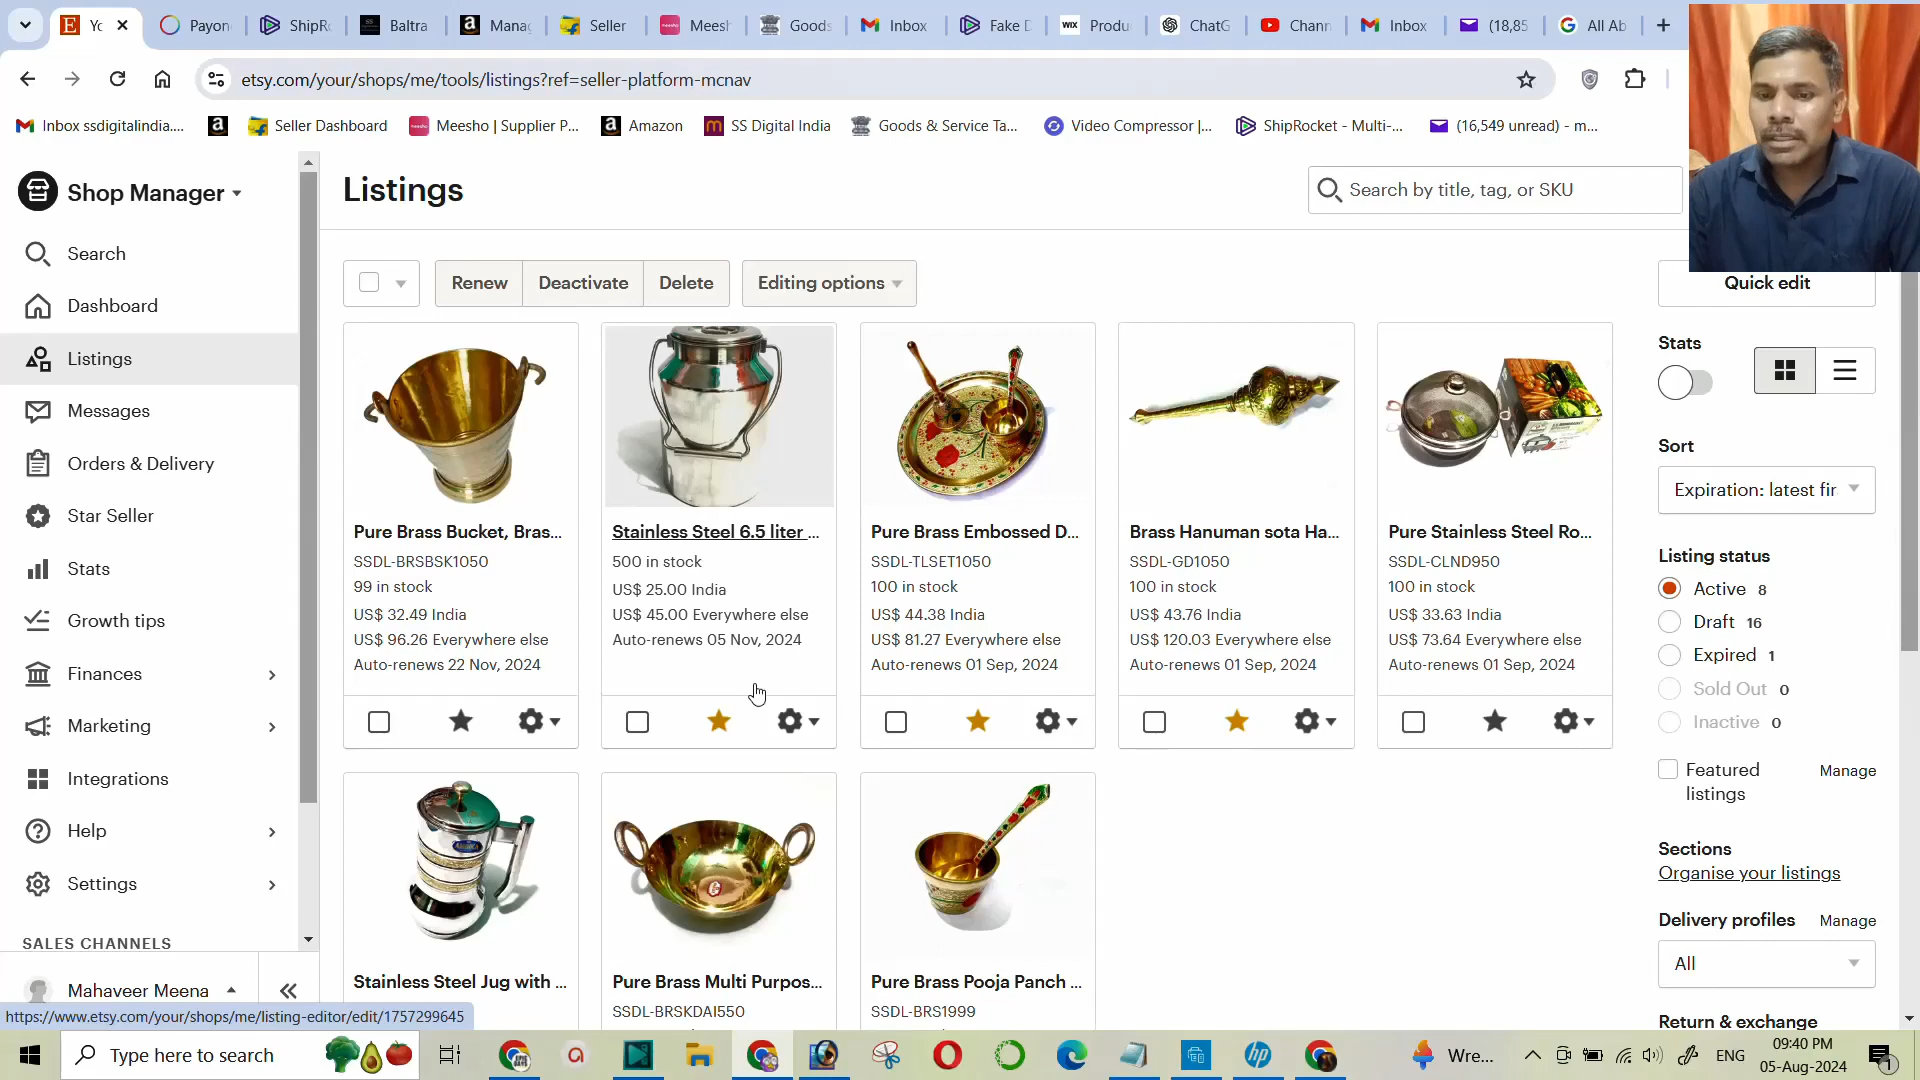 Yc
Payon
ShipRo
Baltra
Manag
Seller
Meesh
Goods
Inbox
Fake D
Produ
ChatG
Chann
Inbox
(18,85
All Ab
etsy.com/your/shops/me/tools/listings?ref=seller-platform-mcnav
Inbox ssdigitalindia....
Seller Dashboard
Meesho | Supplier P...
Amazon
SS Digital India
Goods & Service Ta...
Video Compressor |...
ShipRocket - Multi-...
(16,549 unread) - m...
Shop Manager
Search
Dashboard
Listings
Messages
Orders & Delivery
Star Seller
Stats
Growth tips
Finances
Marketing
Integrations
Help
Settings
SALES CHANNELS
Mahaveer Meena
https://www.etsy.com/your/shops/me/listing-editor/edit/1757299645
Listings
Search by title, tag, or SKU
Renew
Deactivate
Delete
Editing options
Pure Brass Bucket, Bras...
SSDL-BRSBSK1050
99 in stock
US$ 32.49 India
US$ 96.26 Everywhere else
Auto-renews 22 Nov, 2024
Stainless Steel 6.5 liter ...
500 in stock
US$ 25.00 India
US$ 45.00 Everywhere else
Auto-renews 05 Nov, 2024
Pure Brass Embossed D...
SSDL-TLSET1050
100 in stock
US$ 44.38 India
US$ 81.27 Everywhere else
Auto-renews 01 Sep, 2024
Brass Hanuman sota Ha...
SSDL-GD1050
100 in stock
US$ 43.76 India
US$ 120.03 Everywhere else
Auto-renews 01 Sep, 2024
Pure Stainless Steel Ro...
SSDL-CLND950
100 in stock
US$ 33.63 India
US$ 73.64 Everywhere else
Auto-renews 01 Sep, 2024
Stainless Steel Jug with ...
Pure Brass Multi Purpos...
SSDL-BRSKDAI550
Pure Brass Pooja Panch ...
SSDL-BRS1999
Quick edit
Stats
Sort
Expiration: latest fir
Listing status
Active 8
Draft 16
Expired 1
Sold Out 0
Inactive 0
Featured listings
Manage
Sections
Organise your listings
Delivery profiles
Manage
All
Return & exchange
Type here to search
Wre...
ENG
09:40 PM
05-Aug-2024
1